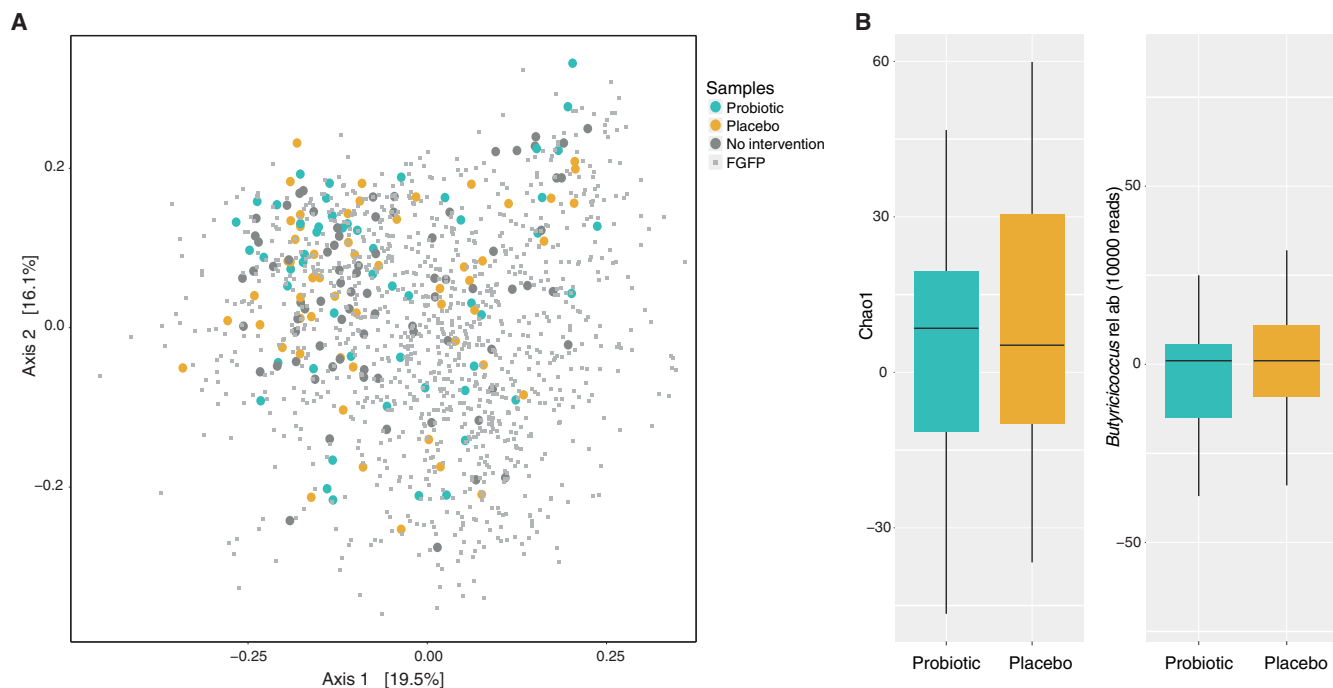 A
Axis 2 [16.1%]
0.2
0.0
−0.2
−0.25
0.00
0.25
Axis 1 [19.5%]
Samples
Probiotic
Placebo
No intervention
FGFP
B
Chao1
60
30
0
−30
Probiotic
Placebo
Butyricicoccus rel ab (10000 reads)
50
0
−50
Probiotic
Placebo